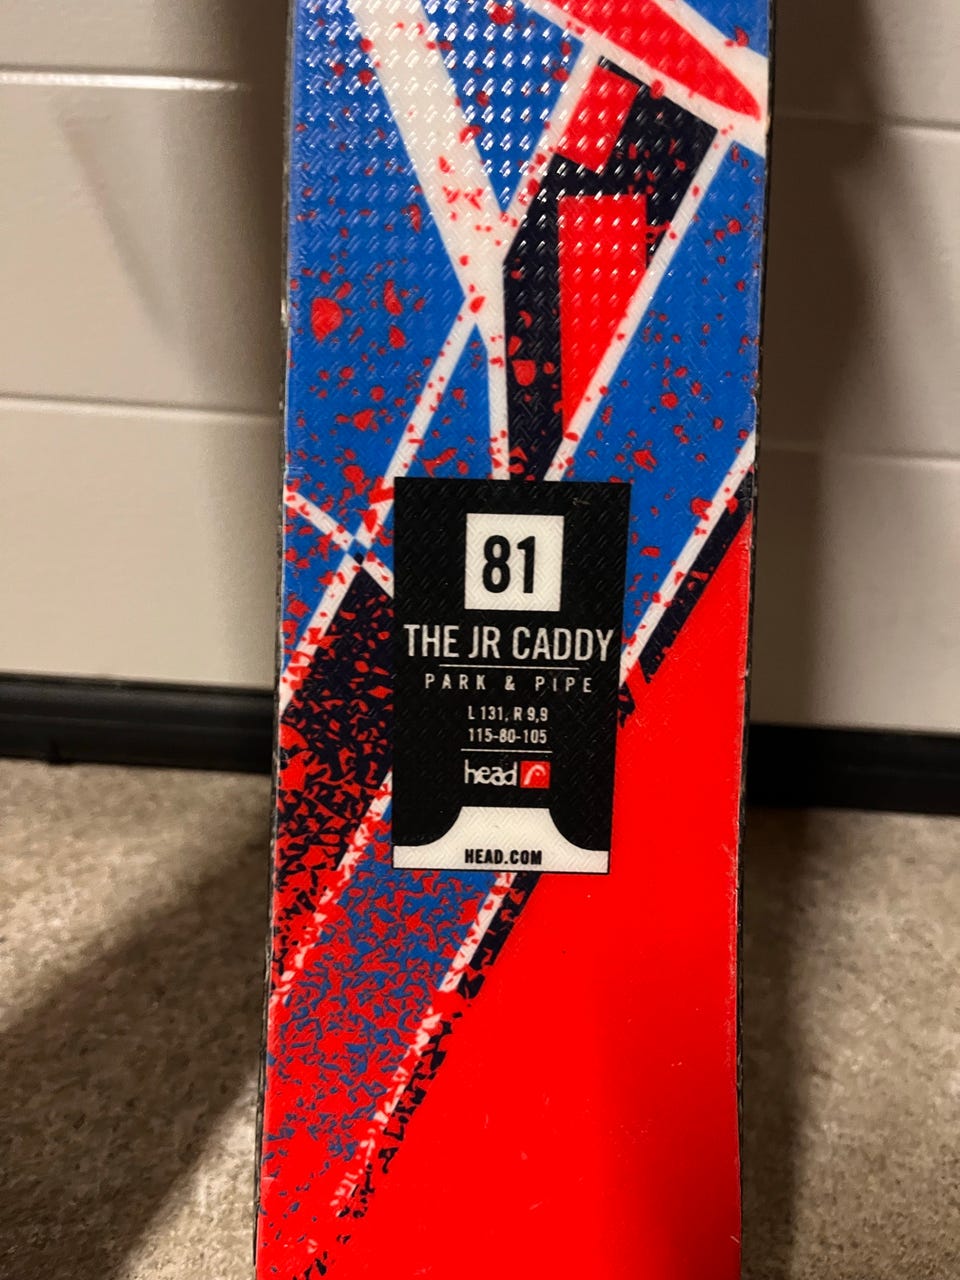 81
THE JR CADDY
PARK & PIPE
L 131, R 9,9
115-80-105
head
HEAD.COM